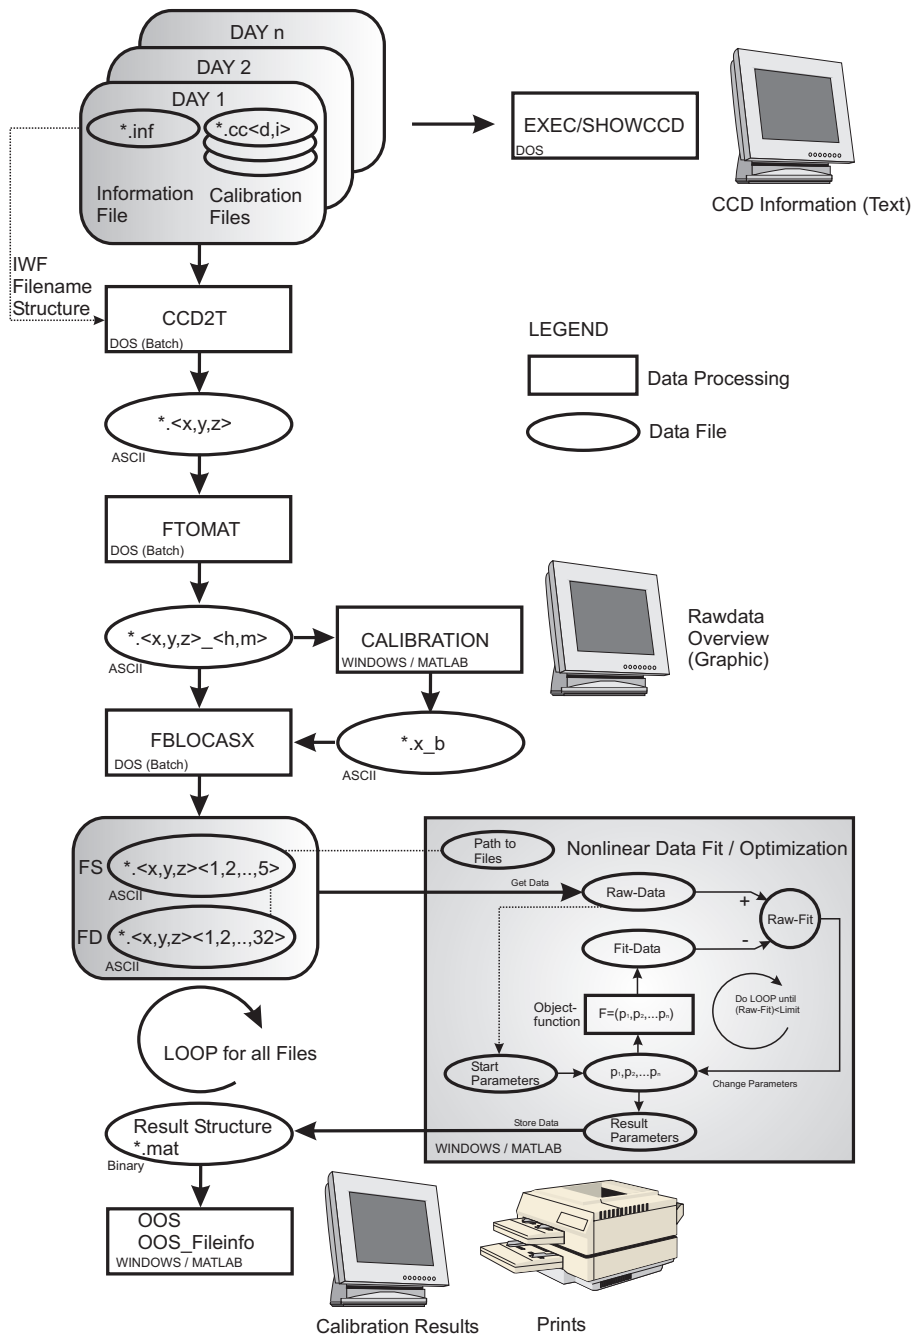 DAY n
DAY 2
DAY 1
*.inf
*.cc<d,i>
Information
File
Calibration
Files
EXEC/SHOWCCD
DOS
CCD Information (Text)
IWF
Filename
Structure
CCD2T
DOS (Batch)
LEGEND
Data Processing
Data File
*.<x,y,z>
ASCII
FTOMAT
DOS (Batch)
*.<x,y,z>_<h,m>
ASCII
CALIBRATION
WINDOWS / MATLAB
Rawdata
Overview
(Graphic)
FBLOCASX
DOS (Batch)
*.x_b
ASCII
FS
*.<x,y,z><1,2,..,5>
ASCII
FD
*.<x,y,z><1,2,..,32>
ASCII
Path to
Files
Nonlinear Data Fit / Optimization
Get Data
Raw-Data
+
Raw-Fit
Fit-Data
-
Object-
function
F=(p₁,p₂,...pₙ)
Do LOOP until
(Raw-Fit)<Limit
Start
Parameters
p₁,p₂,...pₙ
Change Parameters
Store Data
Result
Parameters
WINDOWS / MATLAB
LOOP for all Files
Result Structure
*.mat
Binary
OOS
OOS_Fileinfo
WINDOWS / MATLAB
Calibration Results
Prints